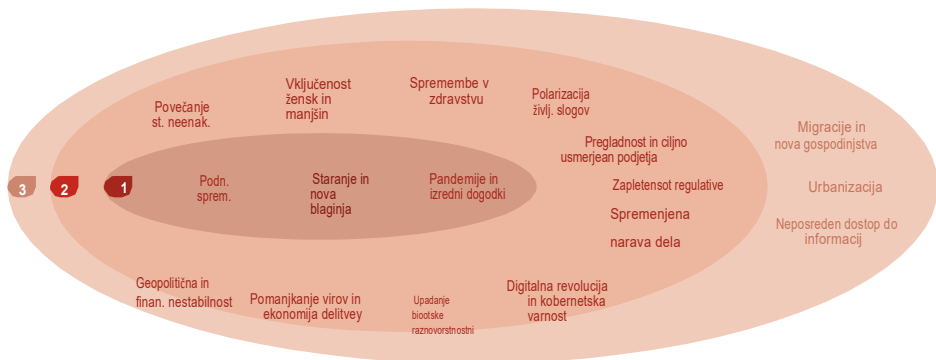 Povečanje
st. neenak.
Vključenost
žensk in
manjšin
Spremembe v
zdravstvu
Polarizacija
življ. slogov
Pregladnost in ciljno
usmerjean podjetja
Zapletensot regulative
Spremenjena
narava dela
Migracije in
nova gospodinjstva
Urbanizacija
Neposreden dostop do
informacij
3
2
1
Podn.
sprem.
Staranje in
nova
blaginja
Pandemije in
izredni dogodki
Geopolitična in
finan. nestabilnost
Pomanjkanje virov in
ekonomija delitvey
Upadanje
biootske
raznovorstnostni
Digitalna revolucija
in kobernetska
varnost